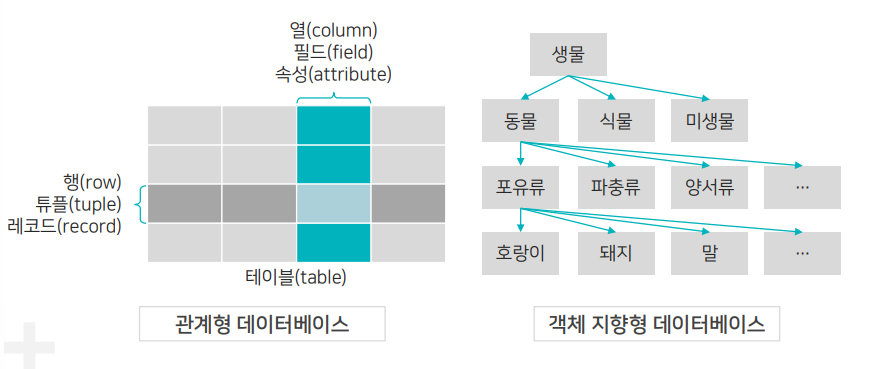 열(column)
필드(field)
속성(attribute)
행(row)
튜플(tuple)
레코드(record)
테이블(table)
관계형 데이터베이스
생물
동물 식물 미생물
포유류 파충류 양서류 …
호랑이 돼지 말 …
객체 지향형 데이터베이스